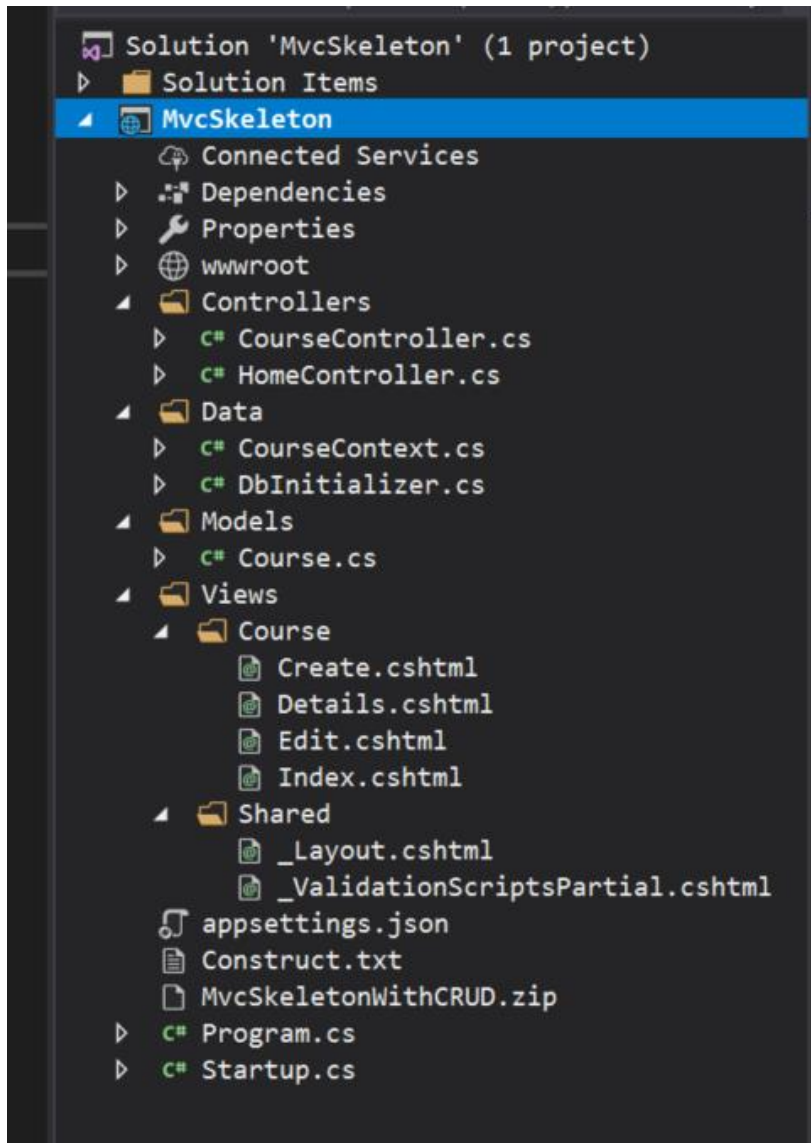 Solution 'MvcSkeleton' (1 project)
Solution Items
MvcSkeleton
Connected Services
Dependencies
Properties
wwwroot
Controllers
C# CourseController.cs
C# HomeController.cs
Data
C# CourseContext.cs
C# DbInitializer.cs
Models
C# Course.cs
Views
Course
Create.cshtml
Details.cshtml
Edit.cshtml
Index.cshtml
Shared
_Layout.cshtml
_ValidationScriptsPartial.cshtml
appsettings.json
Construct.txt
MvcSkeletonWithCRUD.zip
C# Program.cs
C# Startup.cs